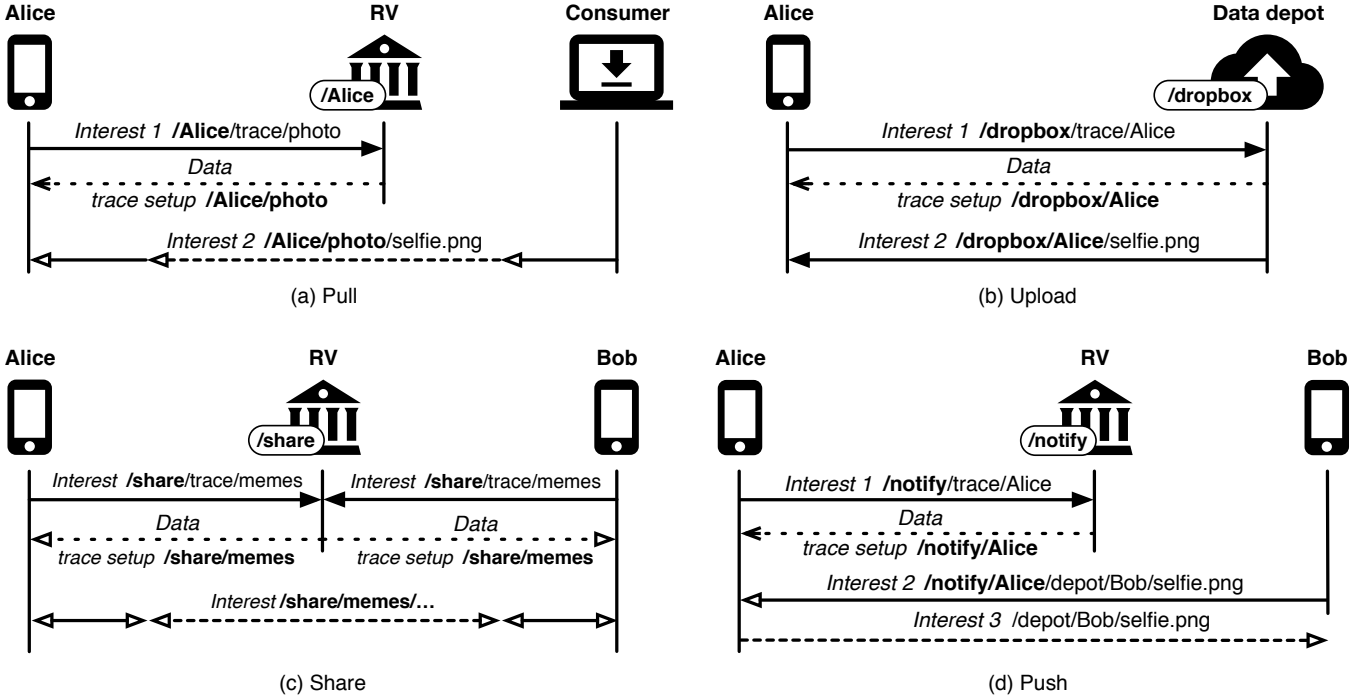 Alice RV Consumer
/Alice
Interest 1 /Alice/trace/photo
Data
trace setup /Alice/photo
Interest 2 /Alice/photo/selfie.png
(a) Pull
Alice Data depot
/dropbox
Interest 1 /dropbox/trace/Alice
Data
trace setup /dropbox/Alice
Interest 2 /dropbox/Alice/selfie.png
(b) Upload
Alice RV Bob
/share
Interest /share/trace/memes Interest /share/trace/memes
Data Data
trace setup /share/memes trace setup /share/memes
Interest /share/memes/...
(c) Share
Alice RV Bob
/notify
Interest 1 /notify/trace/Alice
Data
trace setup /notify/Alice
Interest 2 /notify/Alice/depot/Bob/selfie.png
Interest 3 /depot/Bob/selfie.png
(d) Push